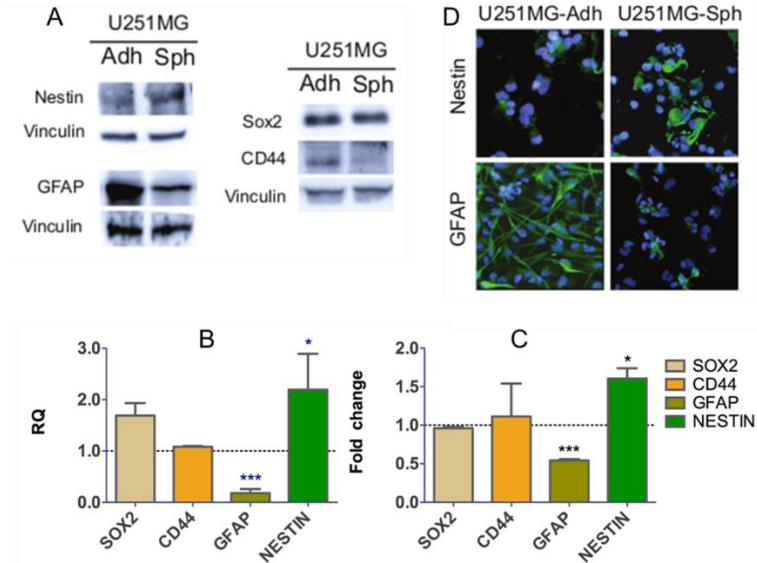 A
U251MG
Adh Sph
Nestin
Vinculin
GFAP
Vinculin
U251MG
Adh Sph
Sox2
CD44
Vinculin
D
U251MG-Adh U251MG-Sph
Nestin
GFAP
B
RQ
3.0
2.0
1.0
0.0
*
***
SOX2
CD44
GFAP
NESTIN
C
Fold change
2.0
1.5
1.0
0.5
0.0
*
***
SOX2
CD44
GFAP
NESTIN
SOX2
CD44
GFAP
NESTIN